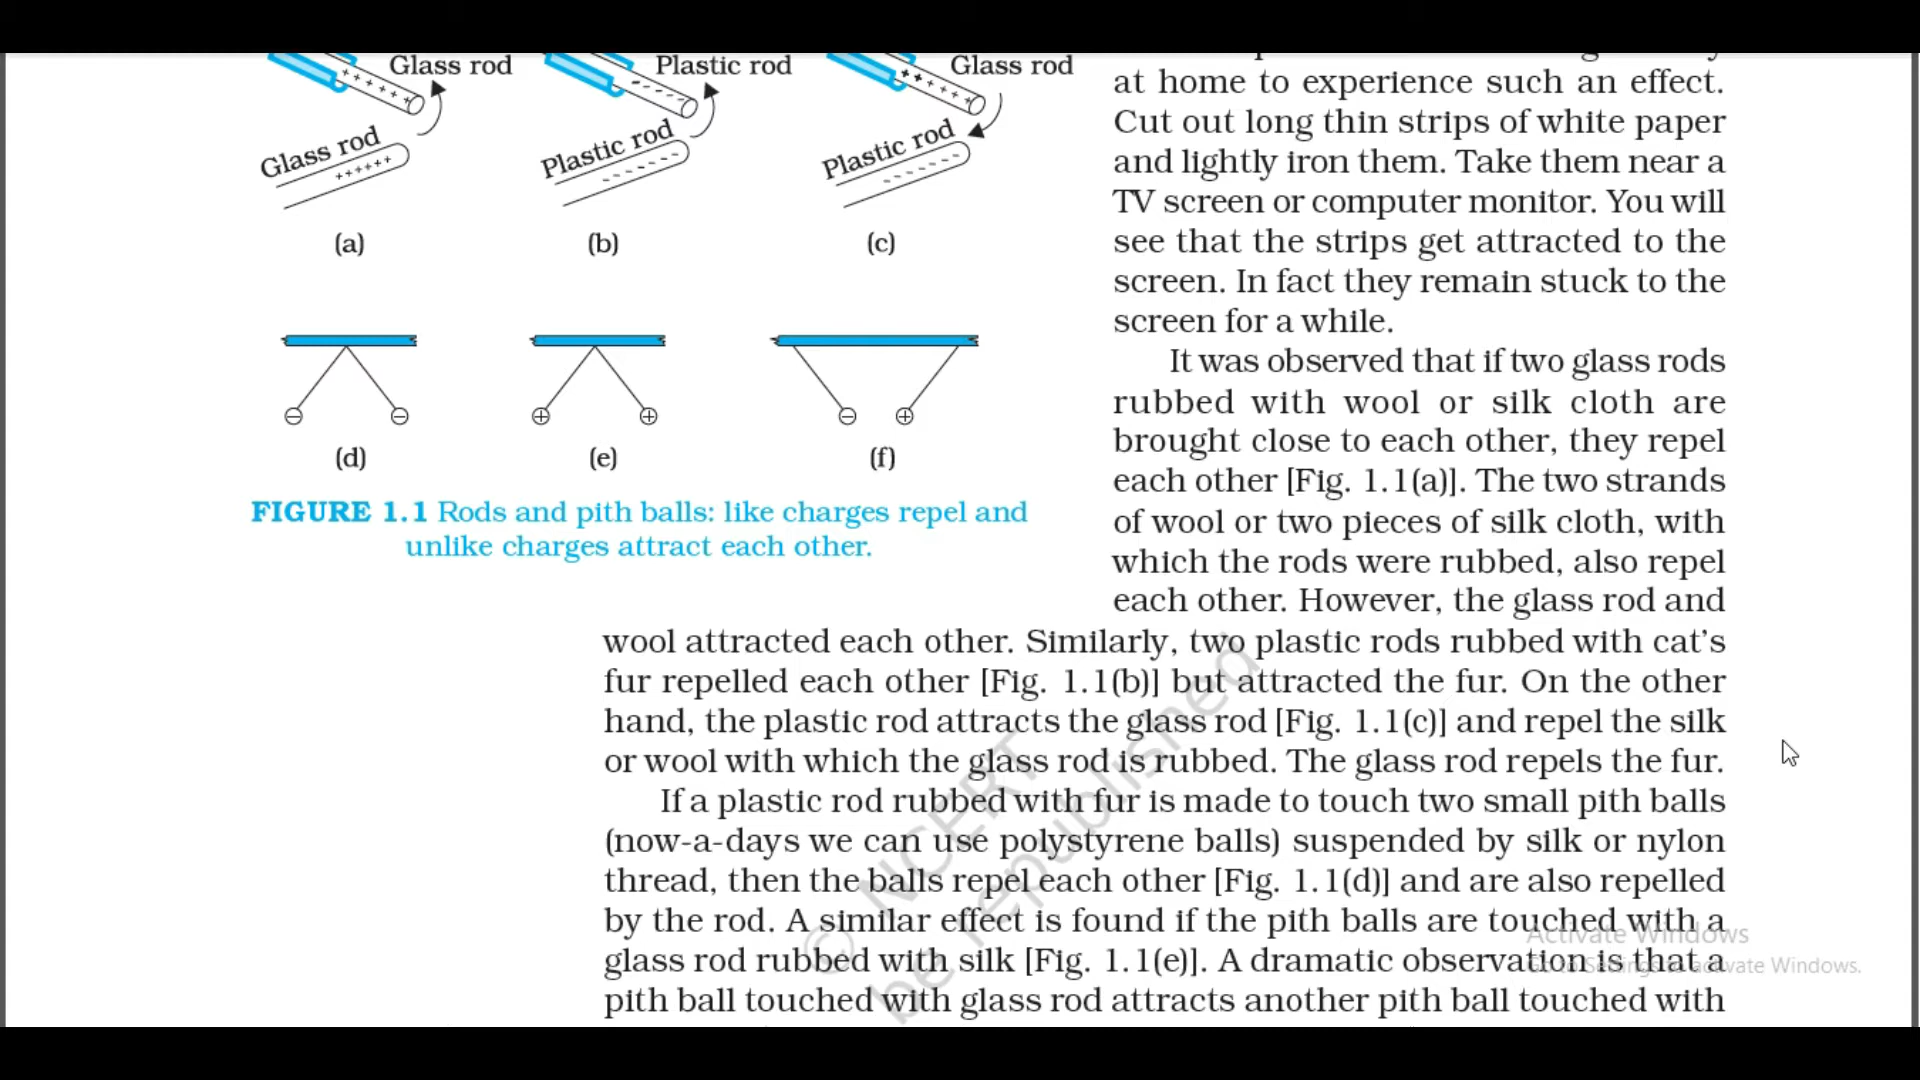 Glass rod
Plastic rod
Glass rod
Glass rod
Plastic rod
Plastic rod
(a)
(b)
(c)
(d)
(e)
(f)
FIGURE 1.1 Rods and pith balls: like charges repel and
unlike charges attract each other.
at home to experience such an effect.
Cut out long thin strips of white paper
and lightly iron them. Take them near a
TV screen or computer monitor. You will
see that the strips get attracted to the
screen. In fact they remain stuck to the
screen for a while.
It was observed that if two glass rods
rubbed with wool or silk cloth are
brought close to each other, they repel
each other [Fig. 1.1(a)]. The two strands
of wool or two pieces of silk cloth, with
which the rods were rubbed, also repel
each other. However, the glass rod and
wool attracted each other. Similarly, two plastic rods rubbed with cat's
fur repelled each other [Fig. 1.1(b)] but attracted the fur. On the other
hand, the plastic rod attracts the glass rod [Fig. 1.1(c)] and repel the silk
or wool with which the glass rod is rubbed. The glass rod repels the fur.
If a plastic rod rubbed with fur is made to touch two small pith balls
(now-a-days we can use polystyrene balls) suspended by silk or nylon
thread, then the balls repel each other [Fig. 1.1(d)] and are also repelled
by the rod. A similar effect is found if the pith balls are touched with a
glass rod rubbed with silk [Fig. 1.1(e)]. A dramatic observation is that a
pith ball touched with glass rod attracts another pith ball touched with
© NCERT
be republished
Activate Windows
Go to Settings to activate Windows.